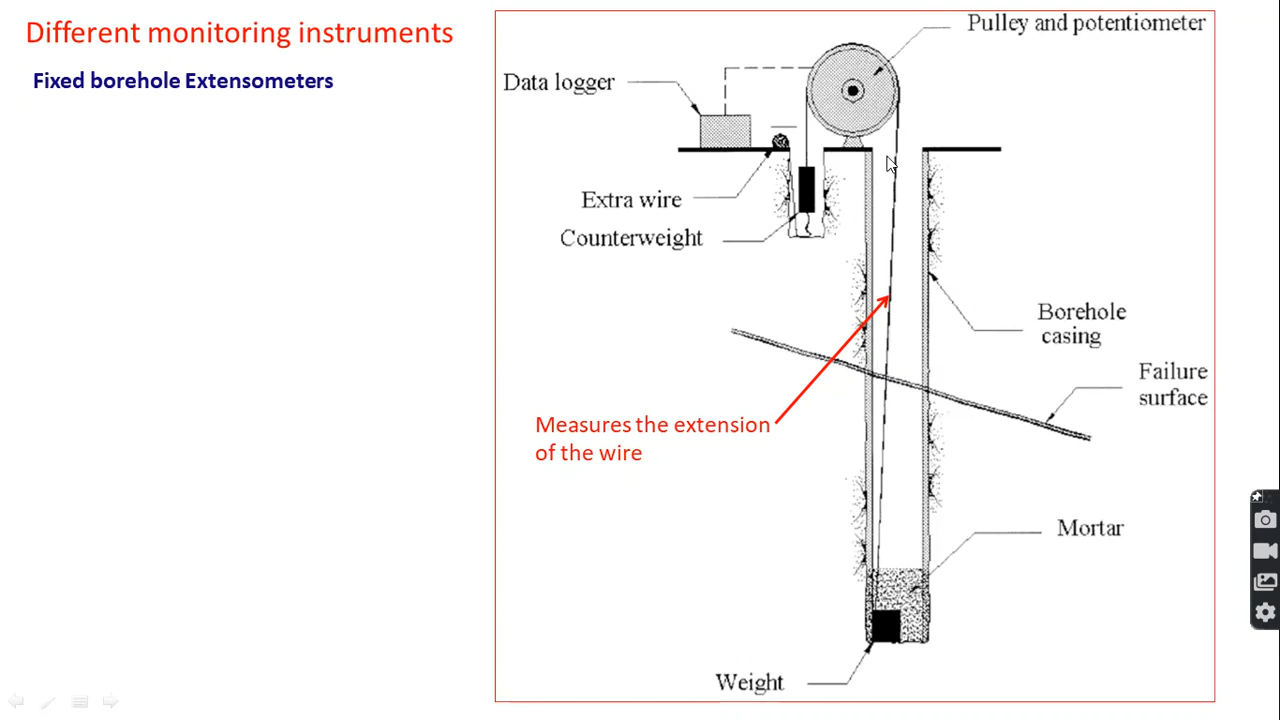 Different monitoring instruments
Fixed borehole Extensometers
Pulley and potentiometer
Data logger
Extra wire
Counterweight
Borehole
casing
Failure
surface
Measures the extension
of the wire
Mortar
Weight